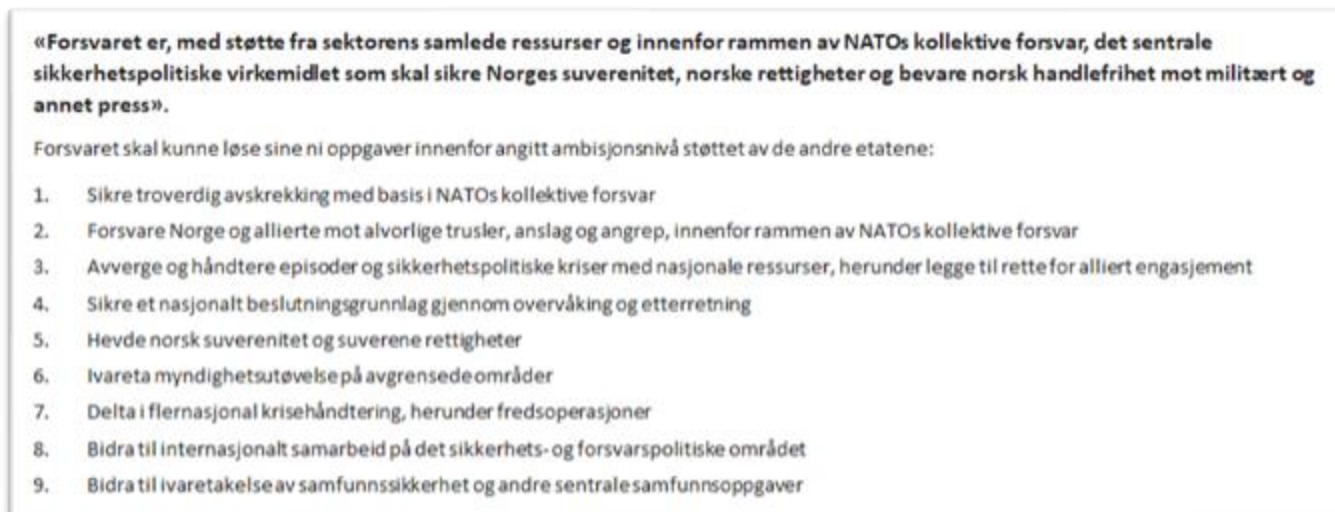 «Forsvaret er, med støtte fra sektorens samlede ressurser og innenfor rammen av NATOs kollektive forsvar, det sentrale
sikkerhetspolitiske virkemidlet som skal sikre Norges suverenitet, norske rettigheter og bevare norsk handlefrihet mot militært og
annet press».
Forsvaret skal kunne løse sine ni oppgaver innenfor angitt ambisjonsnivå støttet av de andre etatene:
1. Sikre troverdig avskrekking med basis i NATOs kollektive forsvar
2. Forsvare Norge og allierte mot alvorlige trusler, anslag og angrep, innenfor rammen av NATOs kollektive forsvar
3. Avverge og håndtere episoder og sikkerhetspolitiske kriser med nasjonale ressurser, herunder legge til rette for alliert engasjement
4. Sikre et nasjonalt beslutningsgrunnlag gjennom overvåking og etterretning
5. Hevde norsk suverenitet og suverene rettigheter
6. Ivareta myndighetsutøvelse på avgrensede områder
7. Delta i flernasjonal krisehåndtering, herunder fredsoperasjoner
8. Bidra til internasjonalt samarbeid på det sikkerhets- og forsvarspolitiske området
9. Bidra til ivaretakelse av samfunnssikkerhet og andre sentrale samfunnsoppgaver